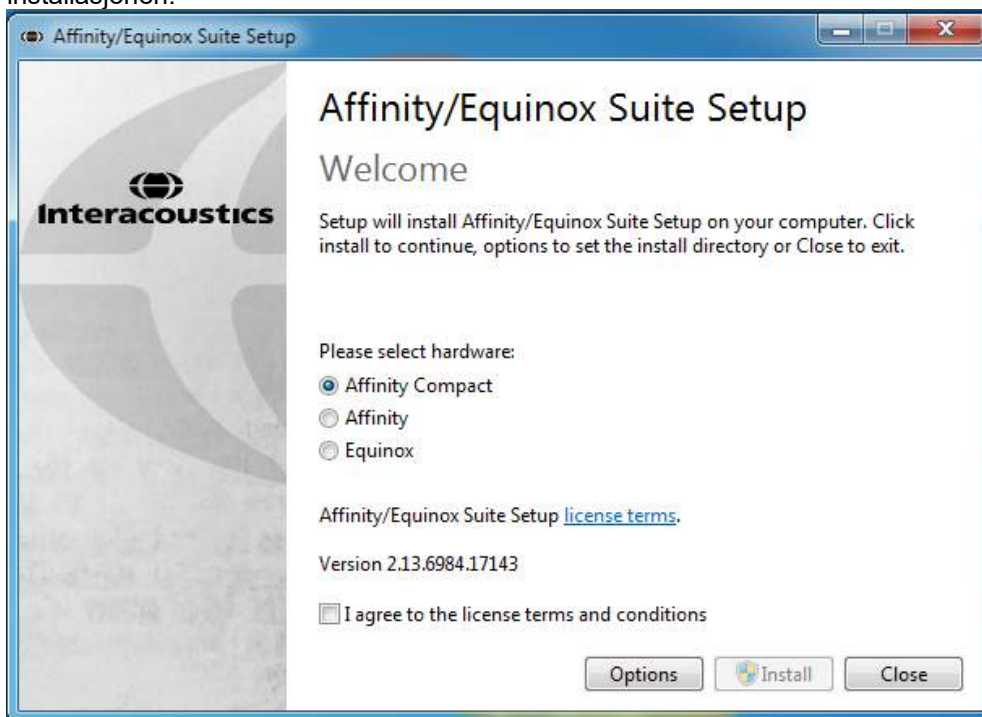 installasjonen.
Affinity/Equinox Suite Setup
Affinity/Equinox Suite Setup
Welcome
Interacoustics
Setup will install Affinity/Equinox Suite Setup on your computer. Click
install to continue, options to set the install directory or Close to exit.
Please select hardware:
Affinity Compact
Affinity
Equinox
Affinity/Equinox Suite Setup license terms.
Version 2.13.6984.17143
I agree to the license terms and conditions
Options
Install
Close